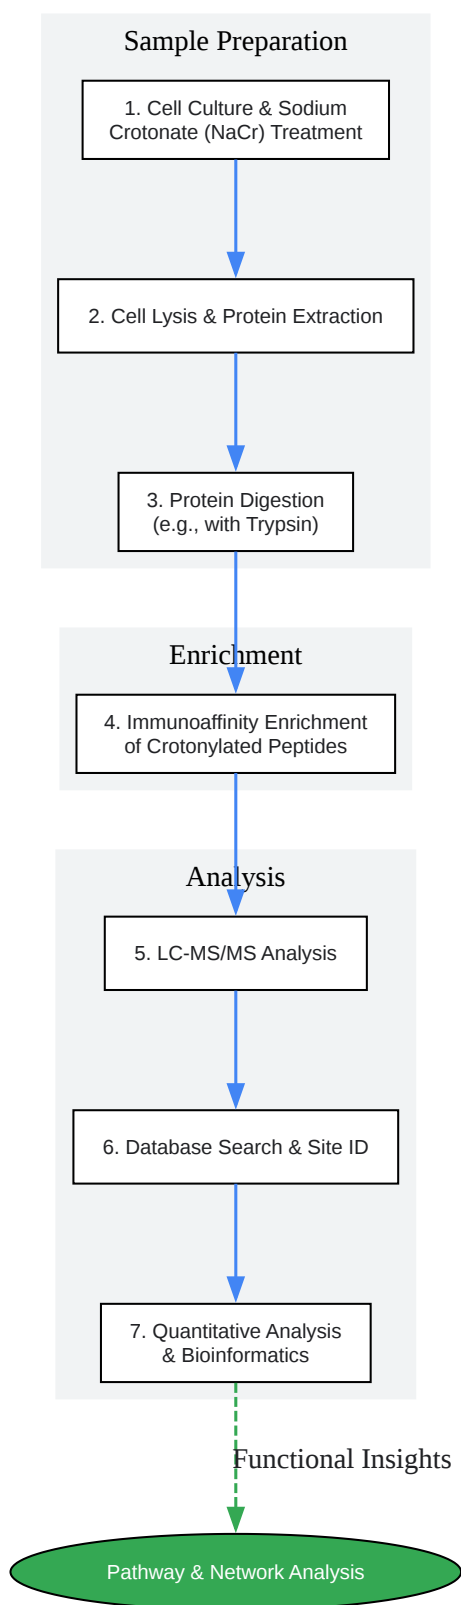 Sample Preparation
1. Cell Culture & Sodium
Crotonate (NaCr) Treatment
2. Cell Lysis & Protein Extraction
3. Protein Digestion
(e.g., with Trypsin)
Enrichment
4. Immunoaffinity Enrichment
of Crotonylated Peptides
Analysis
5. LC-MS/MS Analysis
6. Database Search & Site ID
7. Quantitative Analysis
& Bioinformatics
Functional Insights
Pathway & Network Analysis